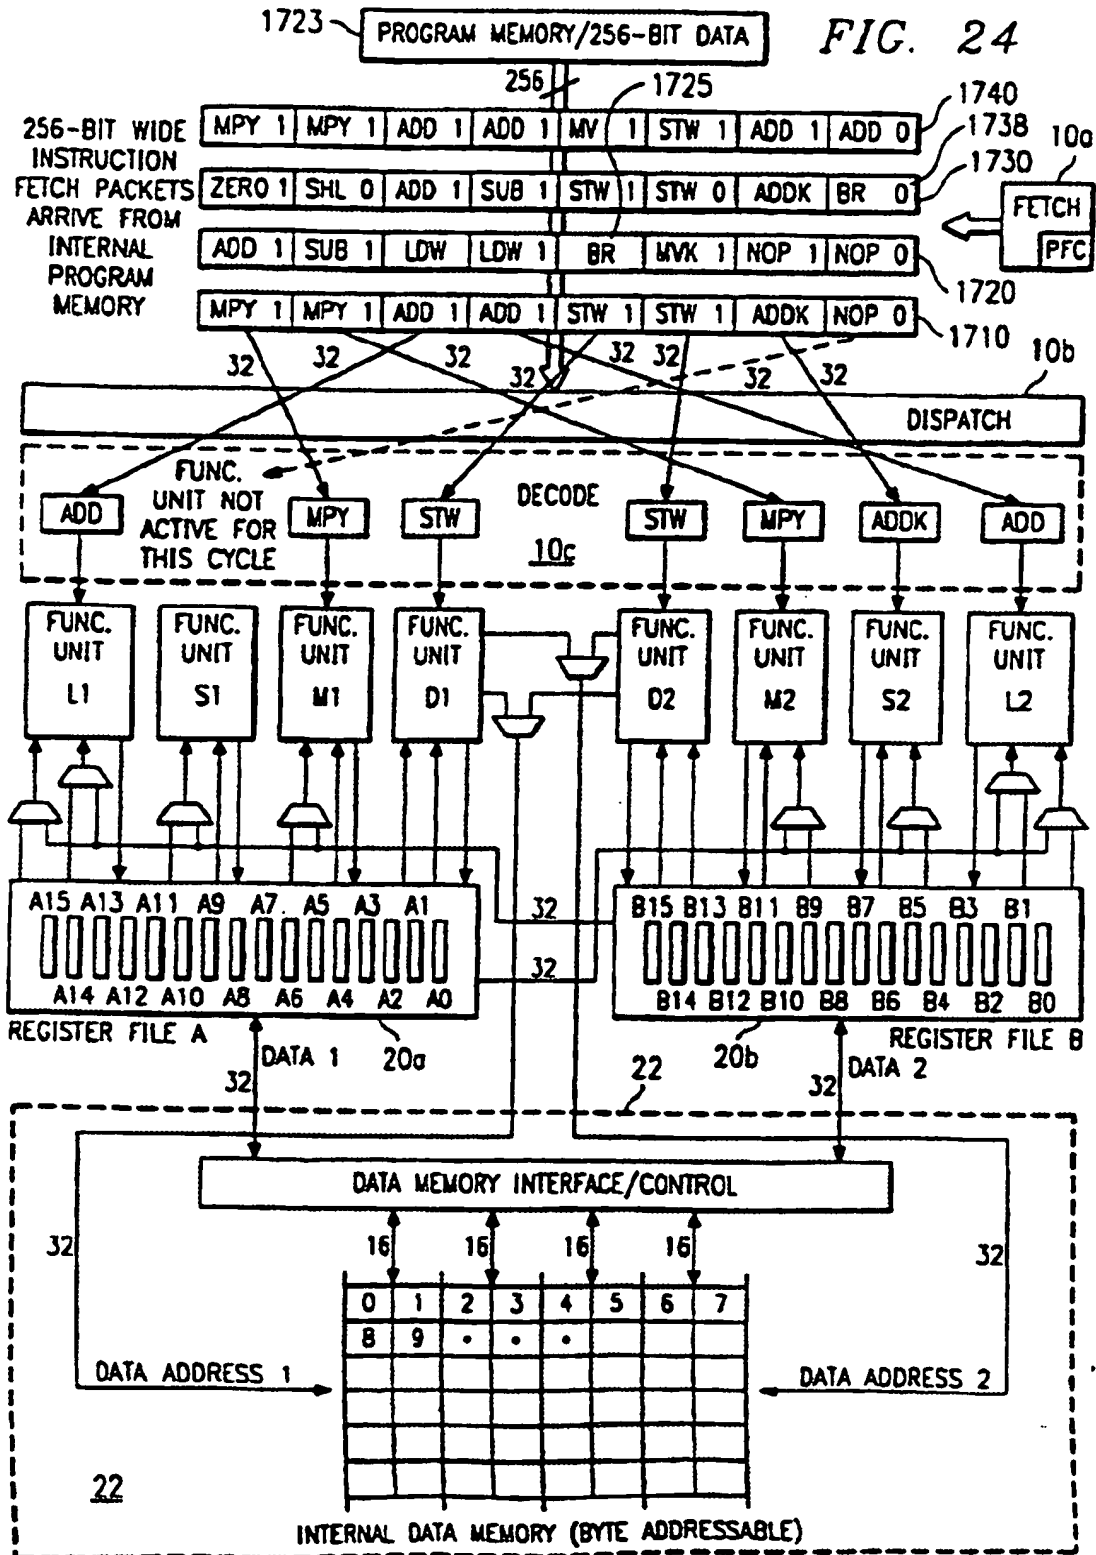 1723
PROGRAM MEMORY/256-BIT DATA
FIG. 24
256
1725
256-BIT WIDE
INSTRUCTION
FETCH PACKETS
ARRIVE FROM
INTERNAL
PROGRAM
MEMORY
MPY 1 MPY 1 ADD 1 ADD 1 MV 1 STW 1 ADD 1 ADD 0
1740
1738
ZERO 1 SHL 0 ADD 1 SUB 1 STW 1 STW 0 ADDK BR 0
1730
10a
FETCH
PFC
ADD 1 SUB 1 LDW LDW 1 BR MVK 1 NOP 1 NOP 0
1720
MPY 1 MPY 1 ADD 1 ADD 1 STW 1 STW 1 ADDK NOP 0
1710
32 32 32 32 32 32 32 32
10b
DISPATCH
FUNC.
UNIT NOT
ACTIVE FOR
THIS CYCLE
DECODE
10c
ADD MPY STW STW MPY ADDK ADD
FUNC. UNIT L1
FUNC. UNIT S1
FUNC. UNIT M1
FUNC. UNIT D1
FUNC. UNIT D2
FUNC. UNIT M2
FUNC. UNIT S2
FUNC. UNIT L2
A15 A13 A11 A9 A7 A5 A3 A1
A14 A12 A10 A8 A6 A4 A2 A0
32
32
B15 B13 B11 B9 B7 B5 B3 B1
B14 B12 B10 B8 B6 B4 B2 B0
REGISTER FILE A
20a
20b
REGISTER FILE B
DATA 1
32
DATA 2
32
22
DATA MEMORY INTERFACE/CONTROL
32
16 16 16 16
32
0 1 2 3 4 5 6 7
8 9 • • •
DATA ADDRESS 1
DATA ADDRESS 2
22
INTERNAL DATA MEMORY (BYTE ADDRESSABLE)